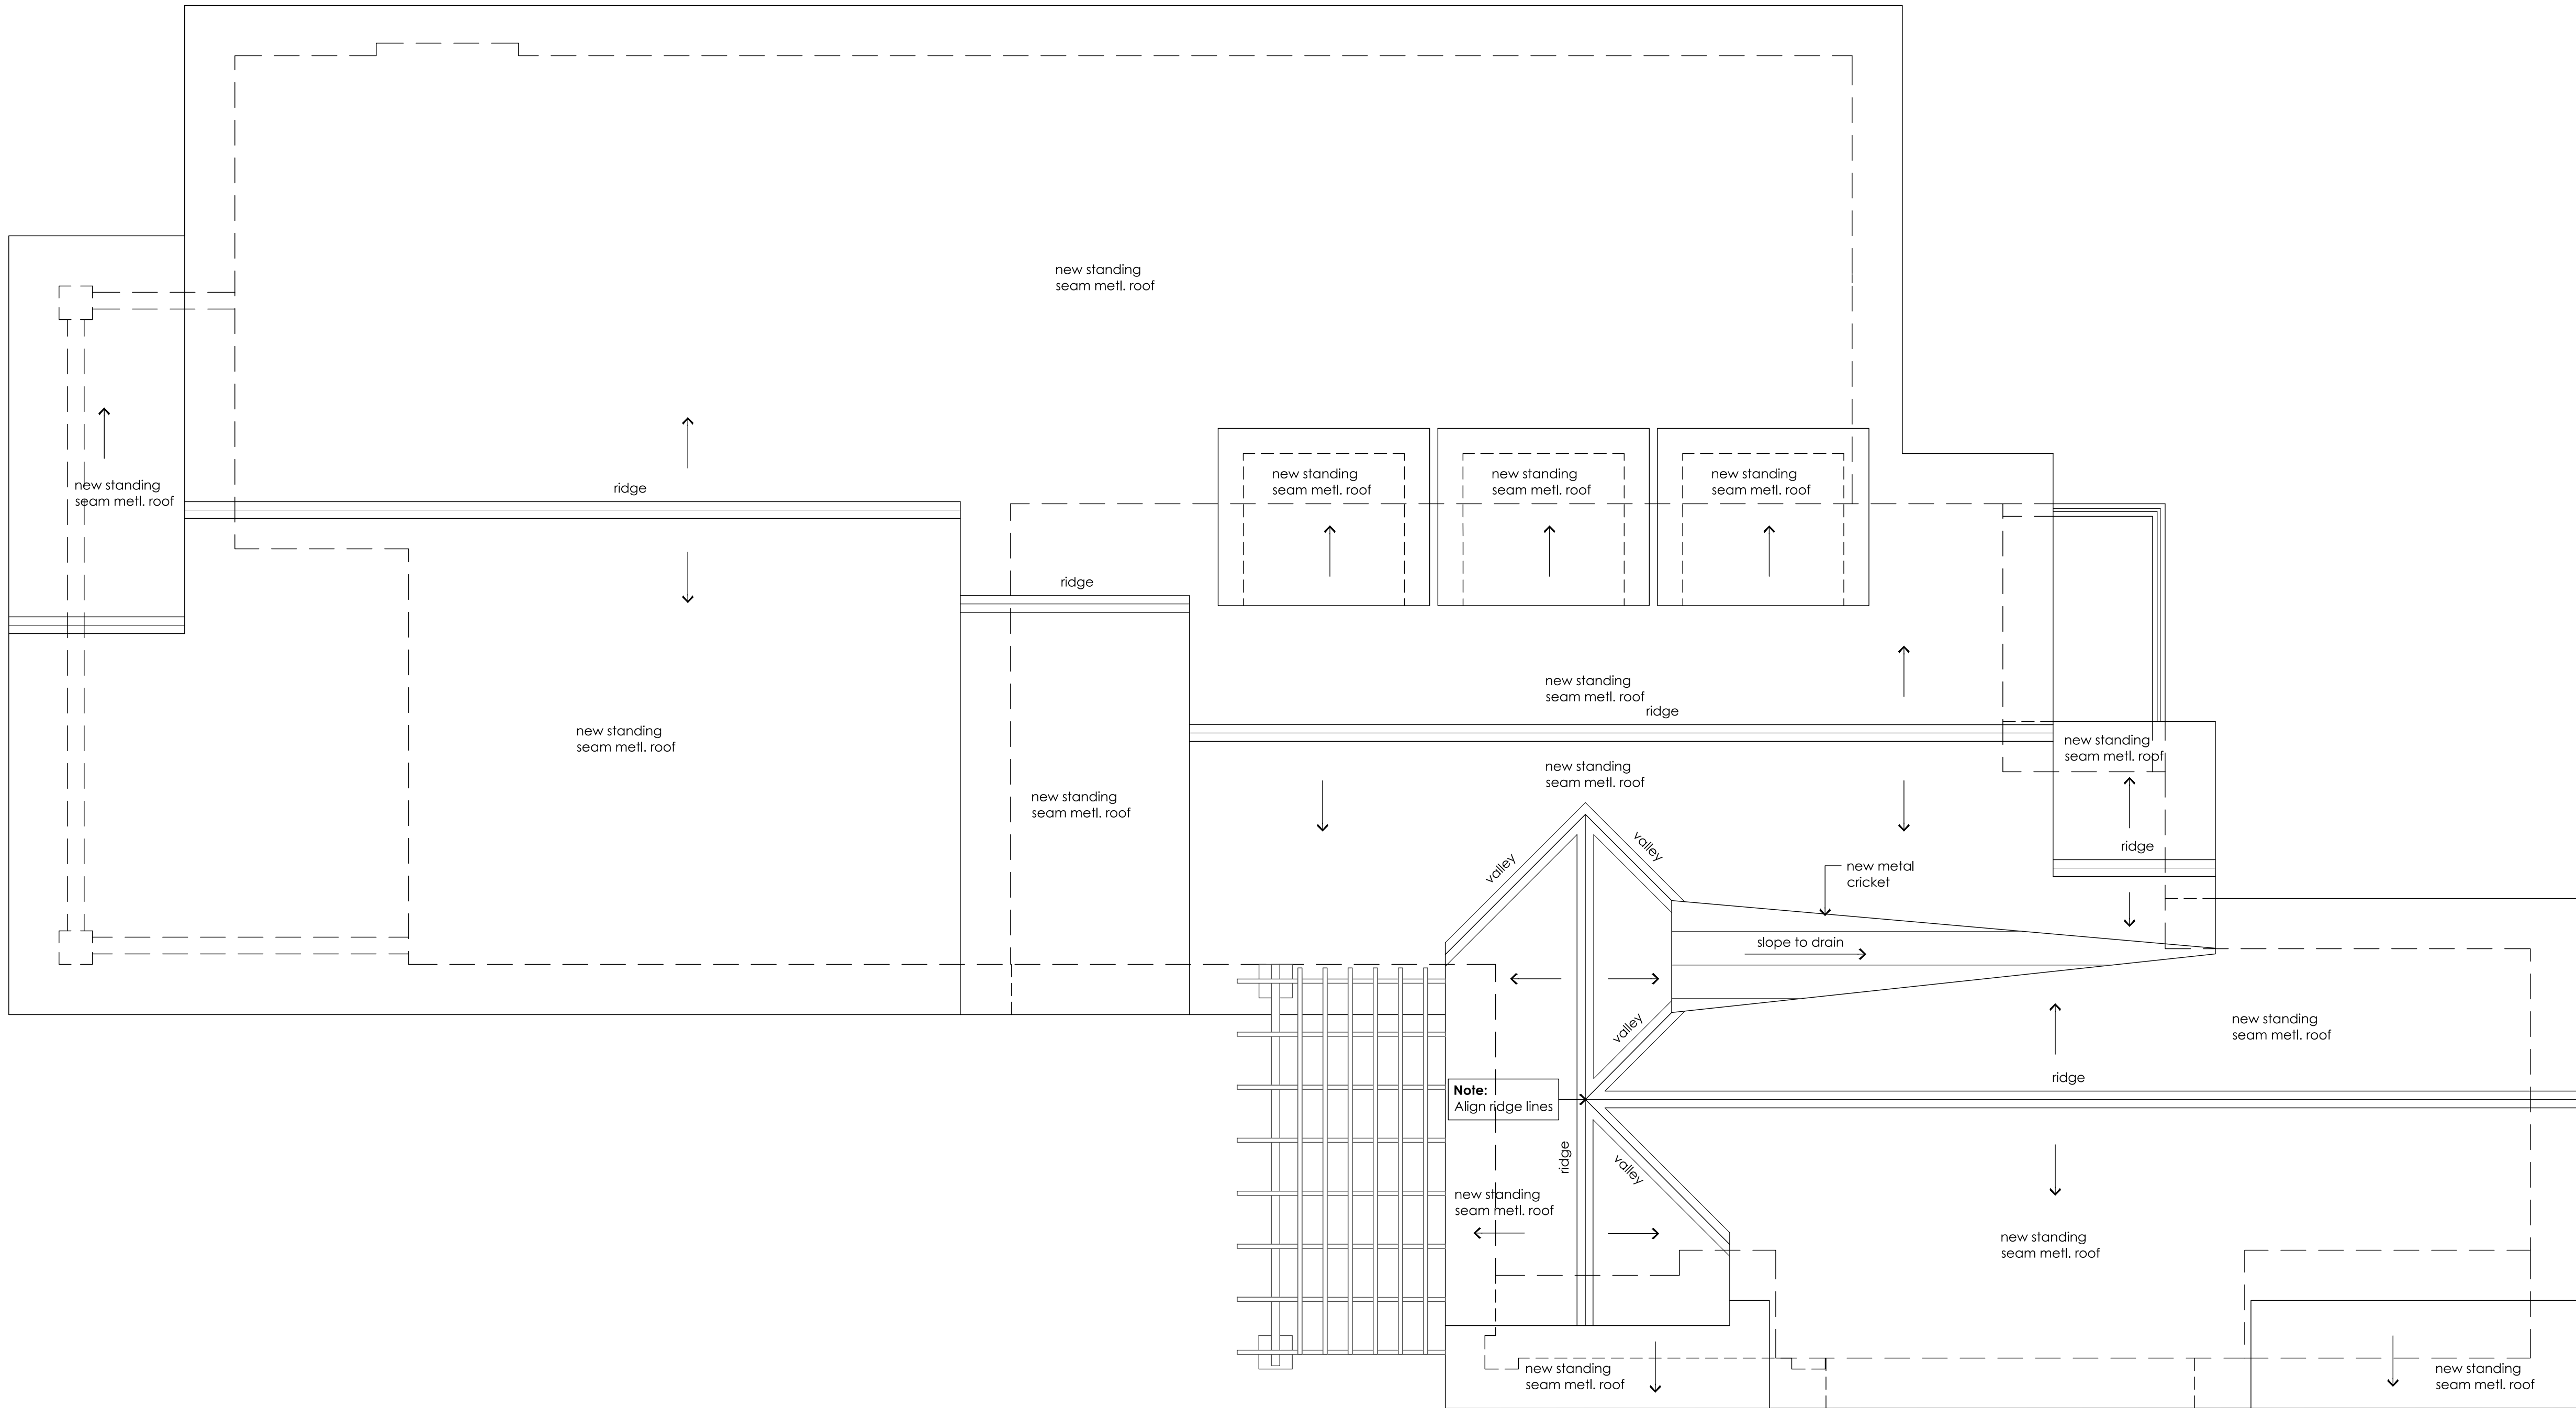 new standing
seam metl. roof
new standing
seam metl. roof
ridge
new standing
seam metl. roof
new standing
seam metl. roof
new standing
seam metl. roof
ridge
new standing
seam metl. roof
ridge
new standing
seam metl. roof
new standing
seam metl. roof
new standing
seam metl. roof
new standing
seam metl. roof
ridge
valley
valley
new metal
cricket
slope to drain
valley
new standing
seam metl. roof
ridge
Note:
Align ridge lines
ridge
valley
new standing
seam metl. roof
new standing
seam metl. roof
new standing
seam metl. roof
new standing
seam metl. roof